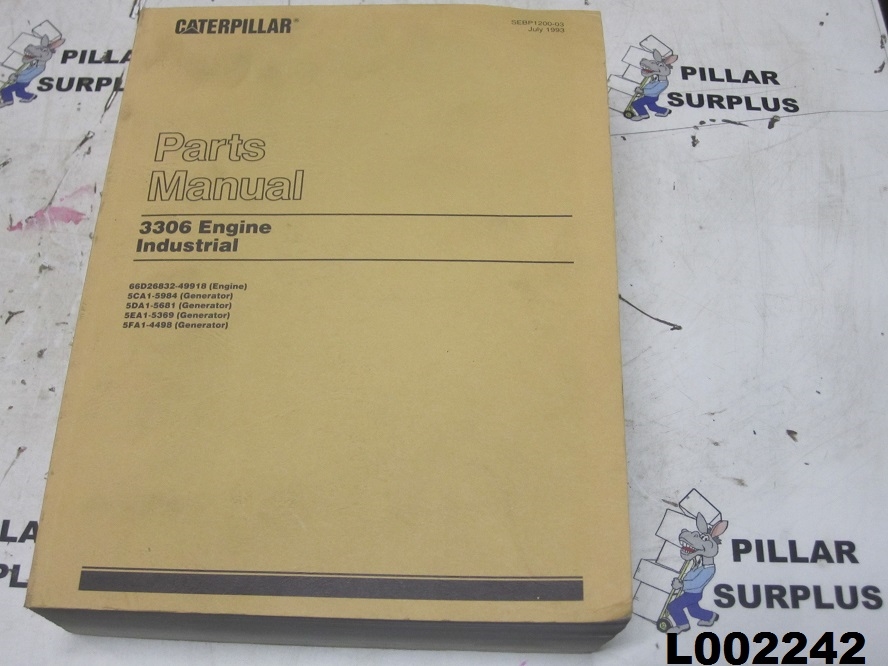 CATERPILLAR®
SEBP1200-03
July 1993
Parts
Manual
3306 Engine
Industrial
66D26832-49918 (Engine)
5CA1-5984 (Generator)
5DA1-5681 (Generator)
5EA1-5369 (Generator)
5FA1-4498 (Generator)
PILLAR
SURPLUS
PILLAR
SURPLUS
PILLAR
SURPLUS
L002242